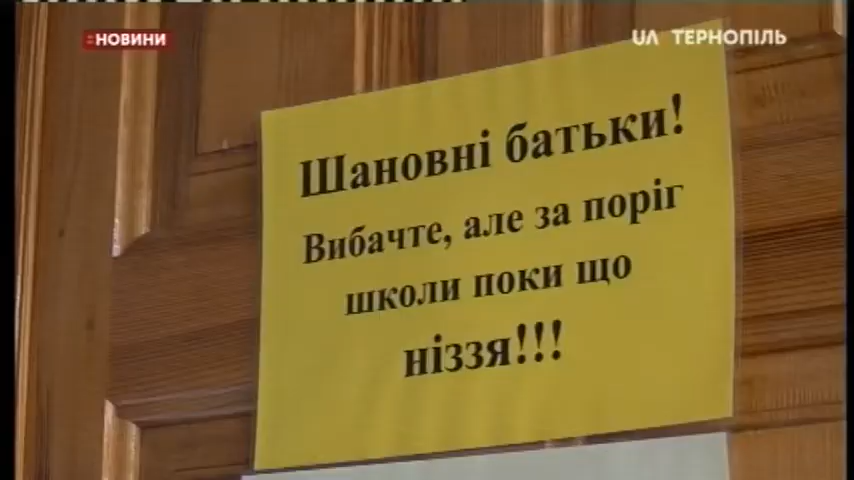 НОВИНИ
UA ТЕРНОПІЛЬ
Шановні батьки!
Вибачте, але за поріг
школи поки що
ніззя!!!